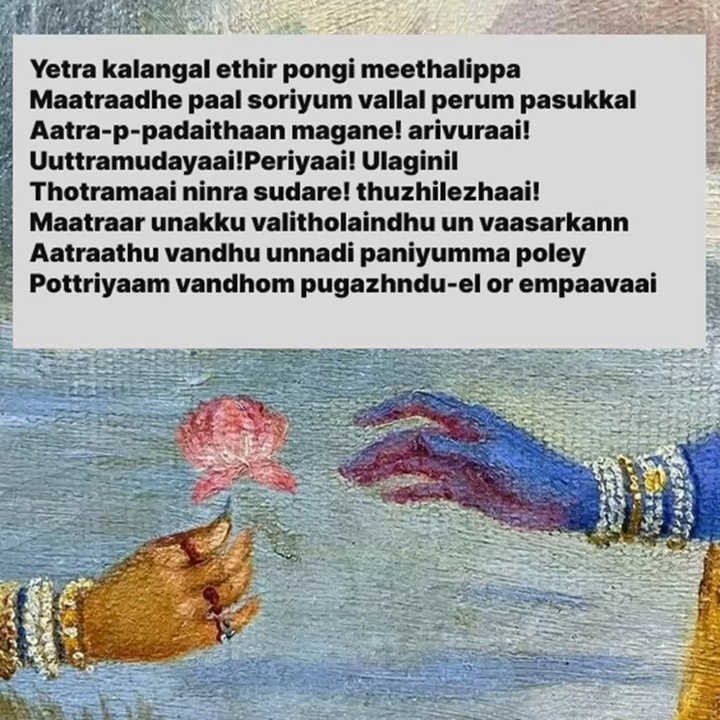 Yetra kalangal ethir pongi meethalippa
Maatraadhe paal soriyum vallal perum pasukkal
Aatra-p-padaithaan magane! arivuraai!
Uuttramudayaai!Periyaai! Ulaginil
Thotramaai ninra sudare! thuzhilezhaai!
Maatraar unakku valitholaindhu un vaasarkann
Aatraathu vandhu unnadi paniyumma poley
Pottriyaam vandhom pugazhndu-el or empaavaai